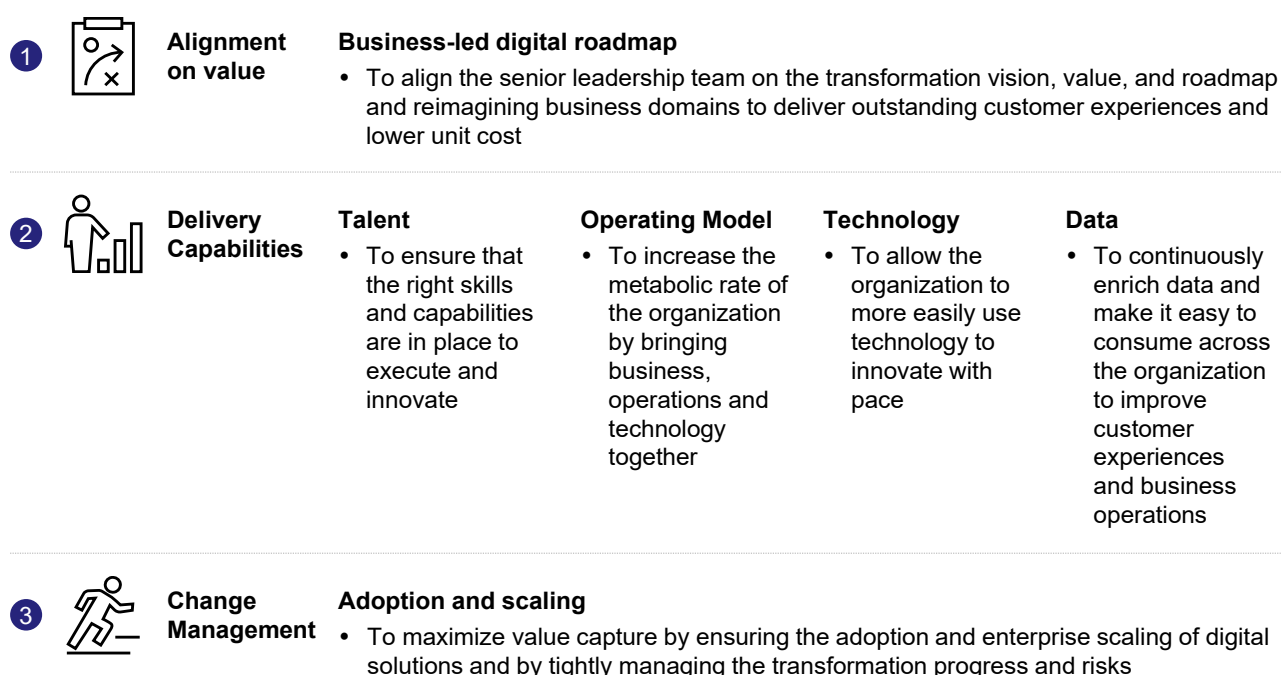 1
Alignment
on value
Business-led digital roadmap
• To align the senior leadership team on the transformation vision, value, and roadmap
and reimagining business domains to deliver outstanding customer experiences and
lower unit cost
2
Delivery
Capabilities
Talent
• To ensure that
the right skills
and capabilities
are in place to
execute and
innovate
Operating Model
• To increase the
metabolic rate of
the organization
by bringing
business,
operations and
technology
together
Technology
• To allow the
organization to
more easily use
technology to
innovate with
pace
Data
• To continuously
enrich data and
make it easy to
consume across
the organization
to improve
customer
experiences
and business
operations
3
Change
Management
Adoption and scaling
• To maximize value capture by ensuring the adoption and enterprise scaling of digital
solutions and by tightly managing the transformation progress and risks